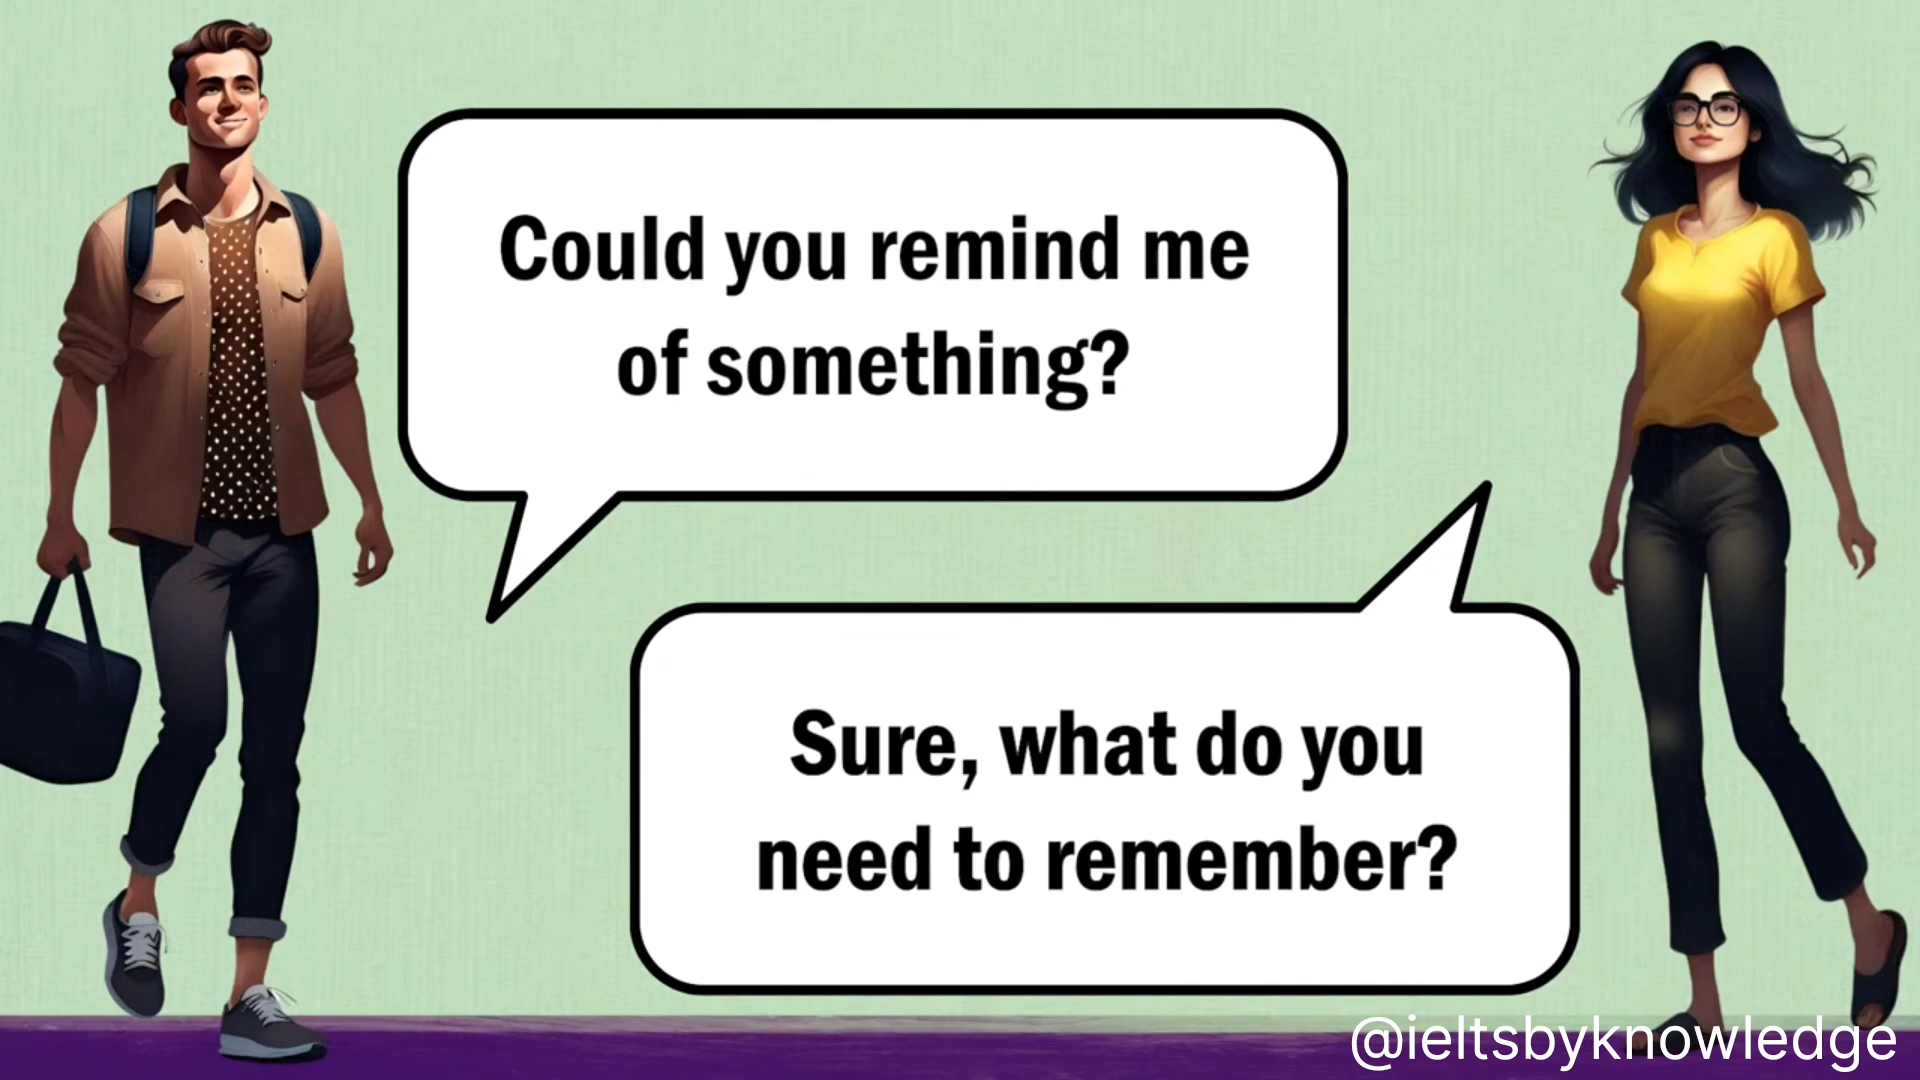 Could you remind me
of something?
Sure, what do you
need to remember?
@ieltsbyknowledge